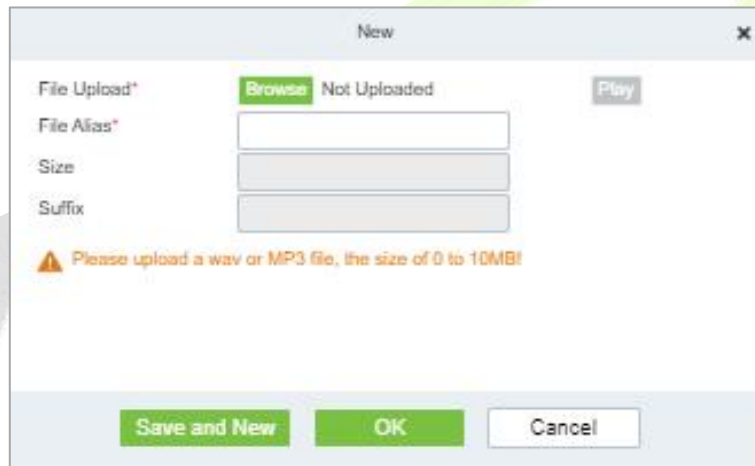 New
File Upload* Browse Not Uploaded Play
File Alias*
Size
Suffix
Please upload a wav or MP3 file, the size of 0 to 10MB!
Save and New OK Cancel